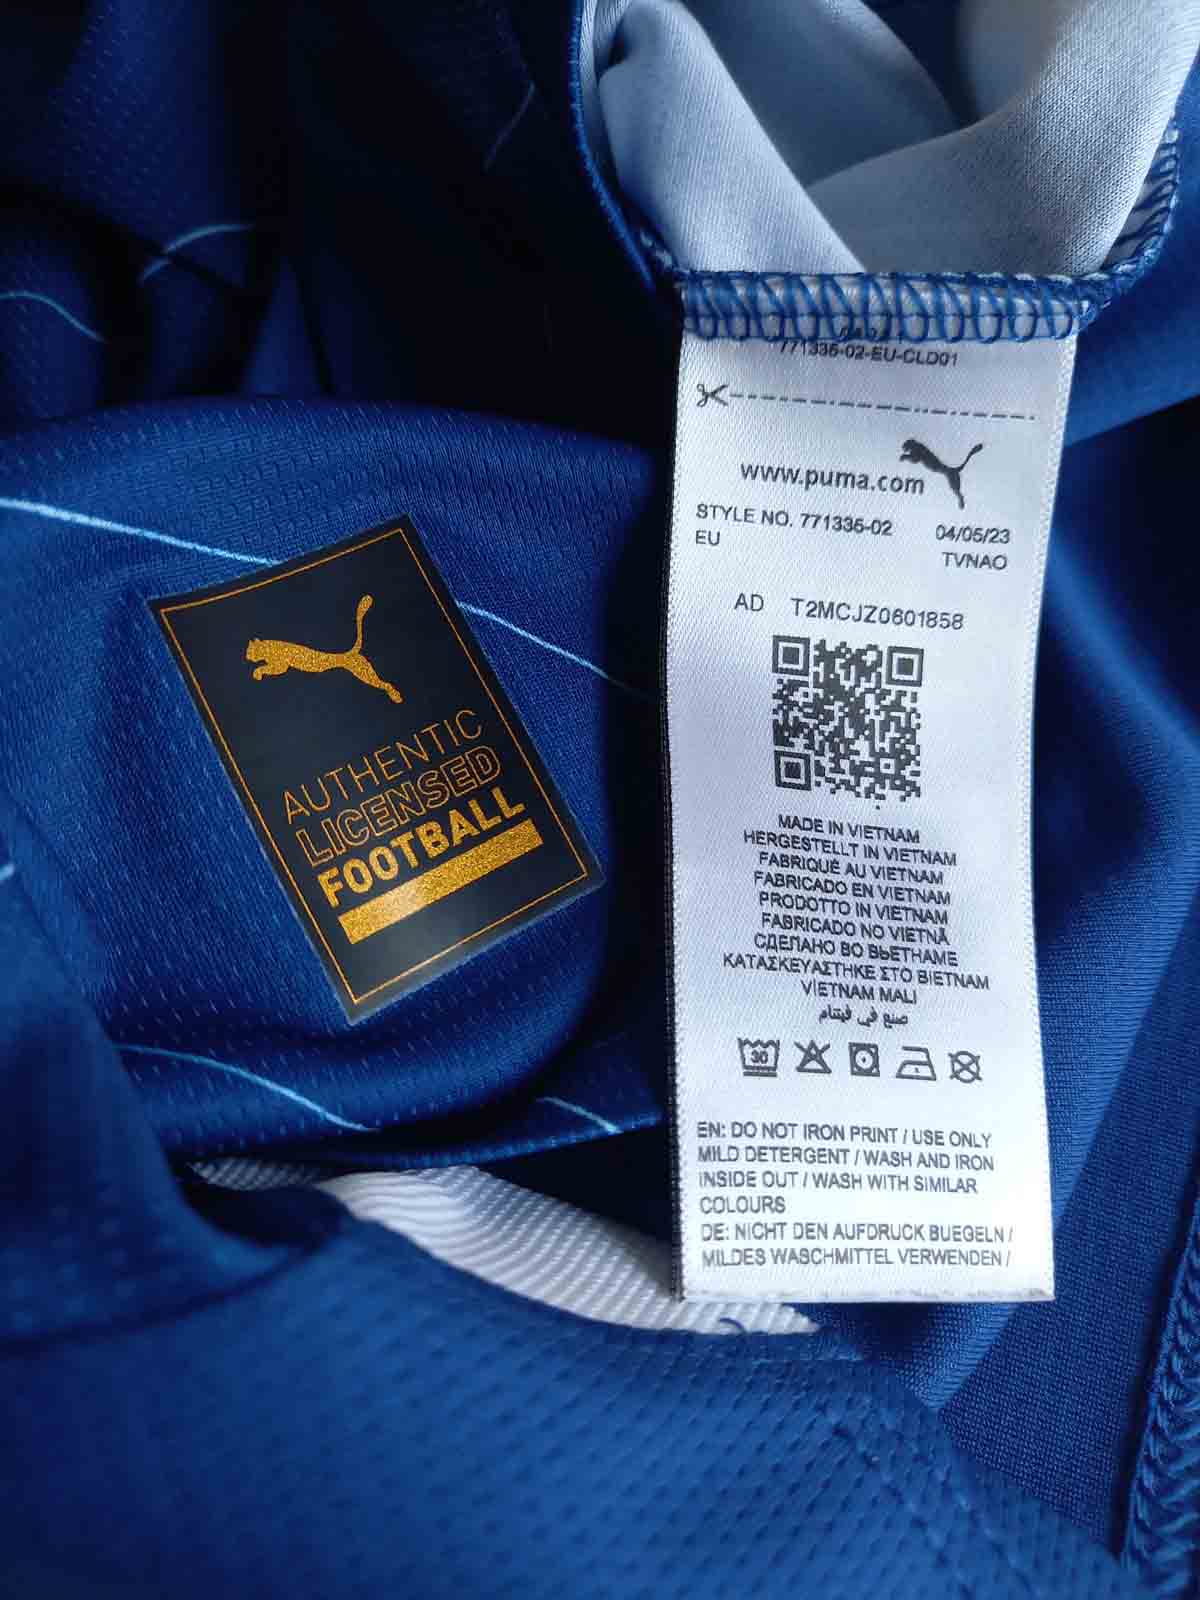 AUTHENTIC
LICENSED
FOOTBALL
771335-02-EU-CLD01
www.puma.com
STYLE NO. 771335-02 04/05/23
EU TVNAO
AD T2MCJZ0601858
MADE IN VIETNAM
HERGESTELLT IN VIETNAM
FABRIQUÉ AU VIETNAM
FABRICADO EN VIETNAM
PRODOTTO IN VIETNAM
FABRICADO NO VIETNÃ
СДЕЛАНО ВО ВЬЕТНАМЕ
ΚΑΤΑΣΚΕΥΑΣΤΗΚΕ ΣΤΟ ΒΙΕΤΝΑΜ
VIETNAM MALI
صنع في فيتنام
30
EN: DO NOT IRON PRINT / USE ONLY
MILD DETERGENT / WASH AND IRON
INSIDE OUT / WASH WITH SIMILAR
COLOURS
DE: NICHT DEN AUFDRUCK BUEGELN /
MILDES WASCHMITTEL VERWENDEN /